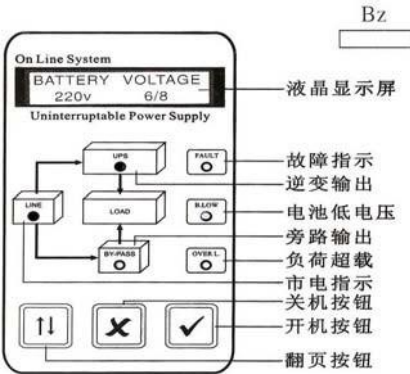 Bz
On Line System
BATTERY VOLTAGE
220v 6/8
液晶显示屏
Uninterruptable Power Supply
UPS
FAULT
故障指示
逆变输出
LINE
LOAD
B.LOW
电池低电压
旁路输出
BY-PASS
OVER L.
负荷超载
市电指示
关机按钮
开机按钮
翻页按钮